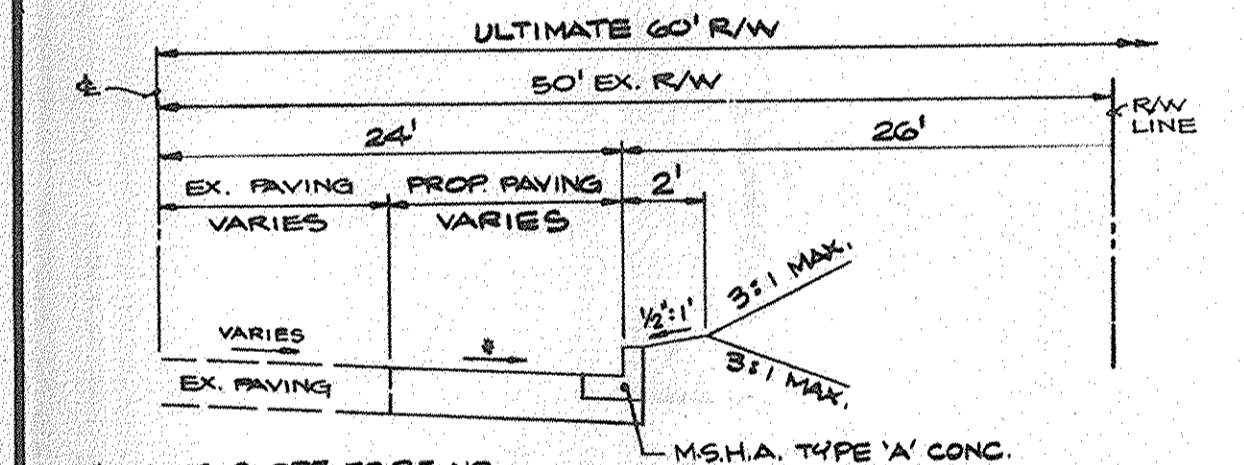 ULTIMATE 60' R/W
℄
50' EX. R/W
R/W
LINE
24'
26'
EX. PAVING
VARIES
PROP. PAVING
VARIES
2'
3:1 MAX.
1/2":1'
VARIES
*
EX. PAVING
3:1 MAX.
M.S.H.A. TYPE 'A' CONC.